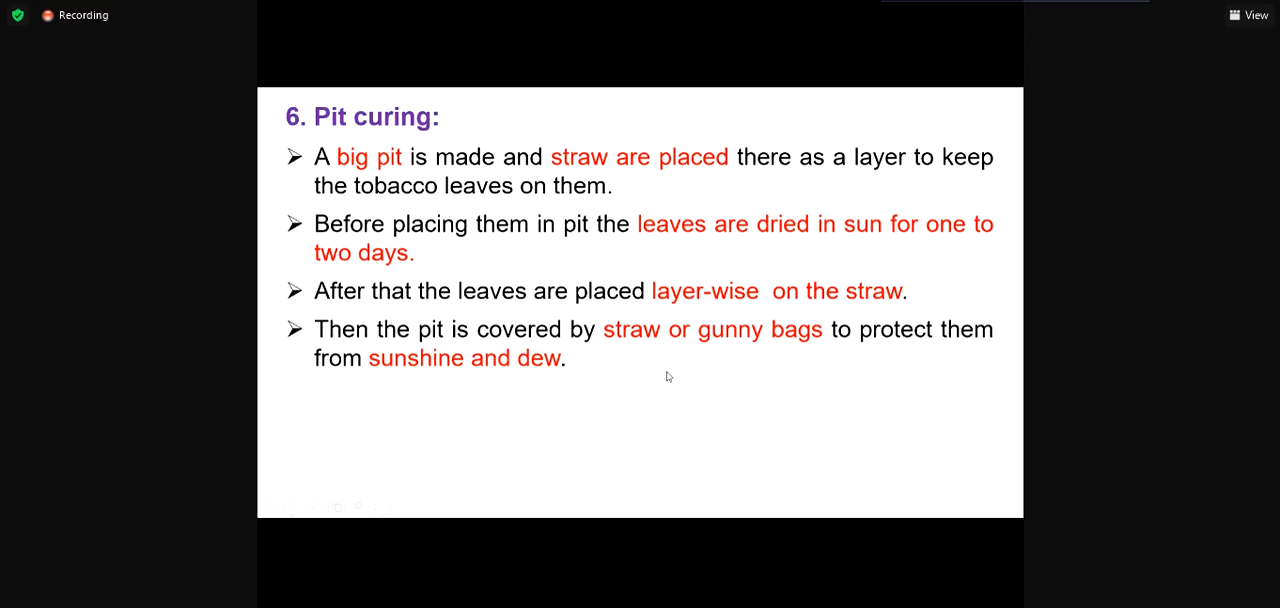 Recording
View
6. Pit curing:
➢ A big pit is made and straw are placed there as a layer to keep
the tobacco leaves on them.
➢ Before placing them in pit the leaves are dried in sun for one to
two days.
➢ After that the leaves are placed layer-wise on the straw.
➢ Then the pit is covered by straw or gunny bags to protect them
from sunshine and dew.